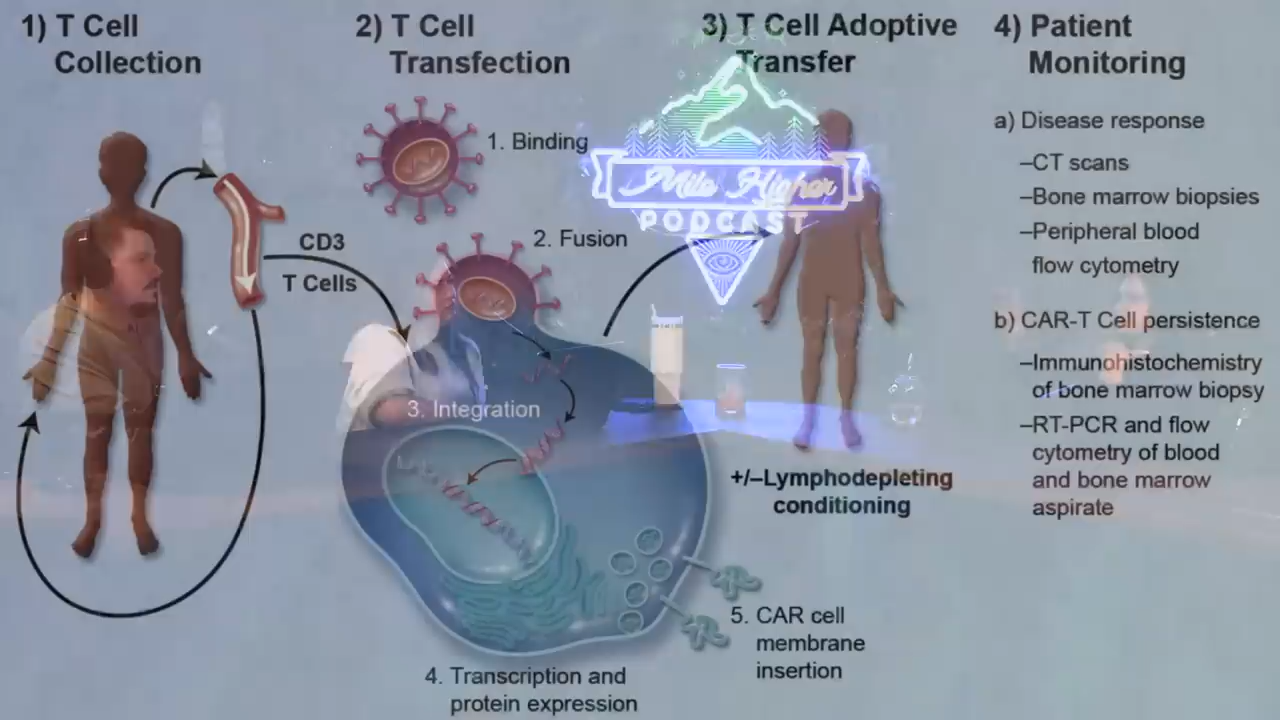 1) T Cell
Collection
2) T Cell
Transfection
3) T Cell Adoptive
Transfer
4) Patient
Monitoring
CD3
T Cells
1. Binding
2. Fusion
3. Integration
4. Transcription and
protein expression
5. CAR cell
membrane
insertion
Mile Higher
PODCAST
+/–Lymphodepleting
conditioning
a) Disease response
–CT scans
–Bone marrow biopsies
–Peripheral blood
flow cytometry
b) CAR-T Cell persistence
–Immunohistochemistry
of bone marrow biopsy
–RT-PCR and flow
cytometry of blood
and bone marrow
aspirate